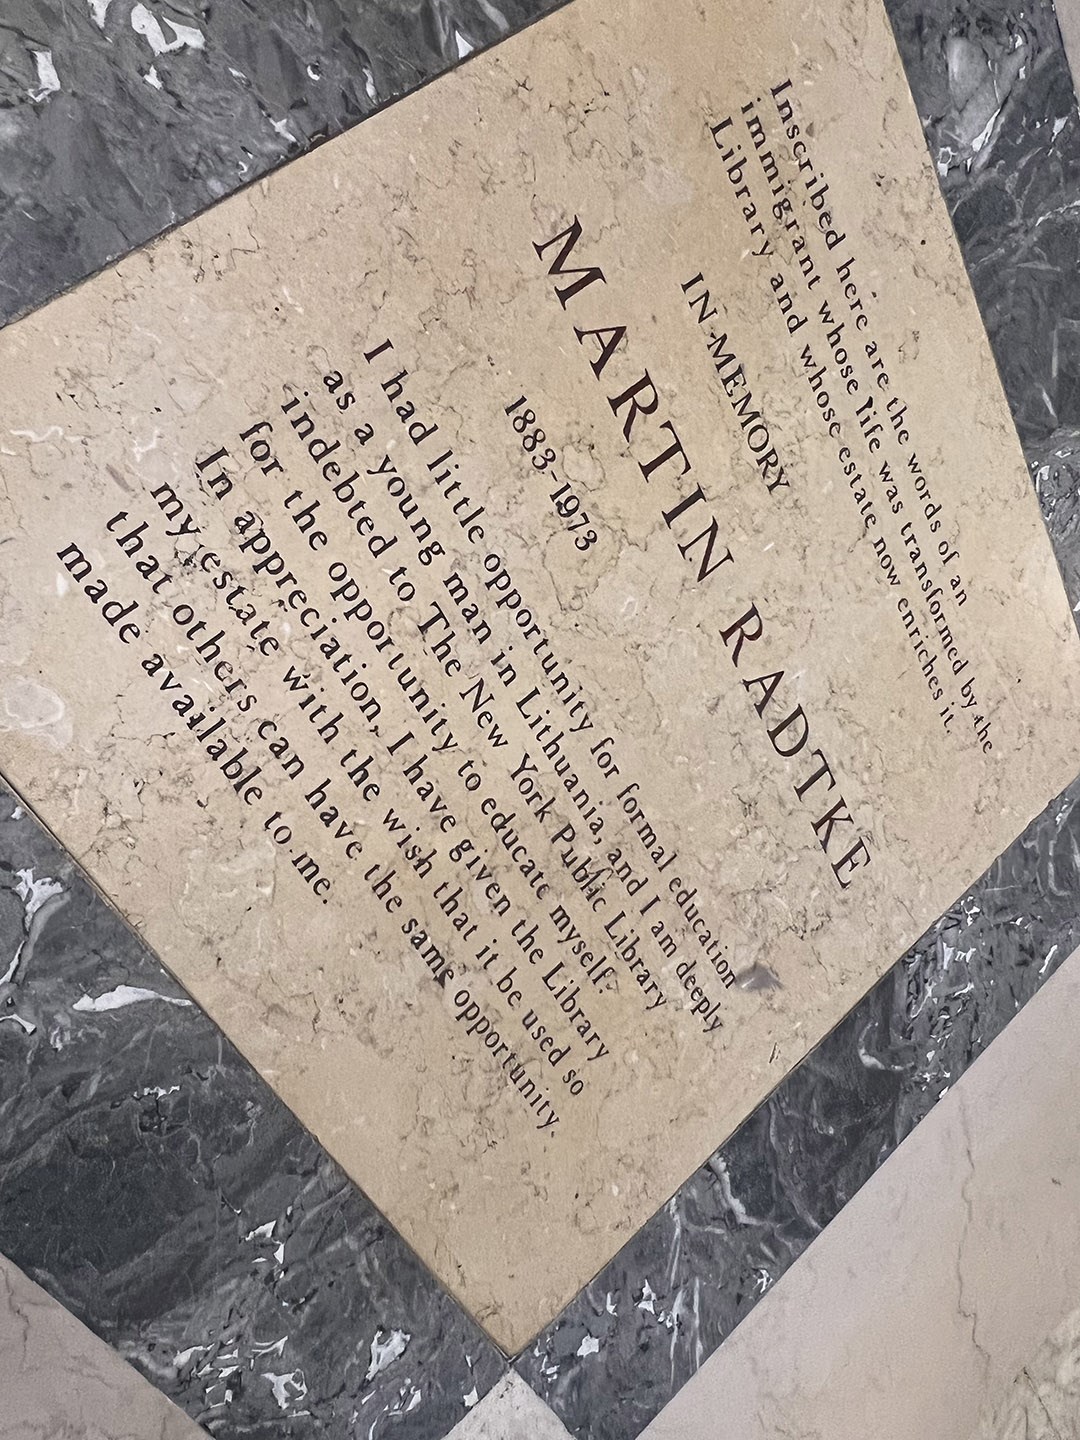 Inscribed here are the words of an
immigrant whose life was transformed by the
Library and whose estate now enriches it.
IN MEMORY
MARTIN RADTKE
1883-1973
I had little opportunity for formal education
as a young man in Lithuania, and I am deeply
indebted to The New York Public Library
for the opportunity to educate myself.
In appreciation, I have given the Library
my estate with the wish that it be used so
that others can have the same opportunity.
made available to me.